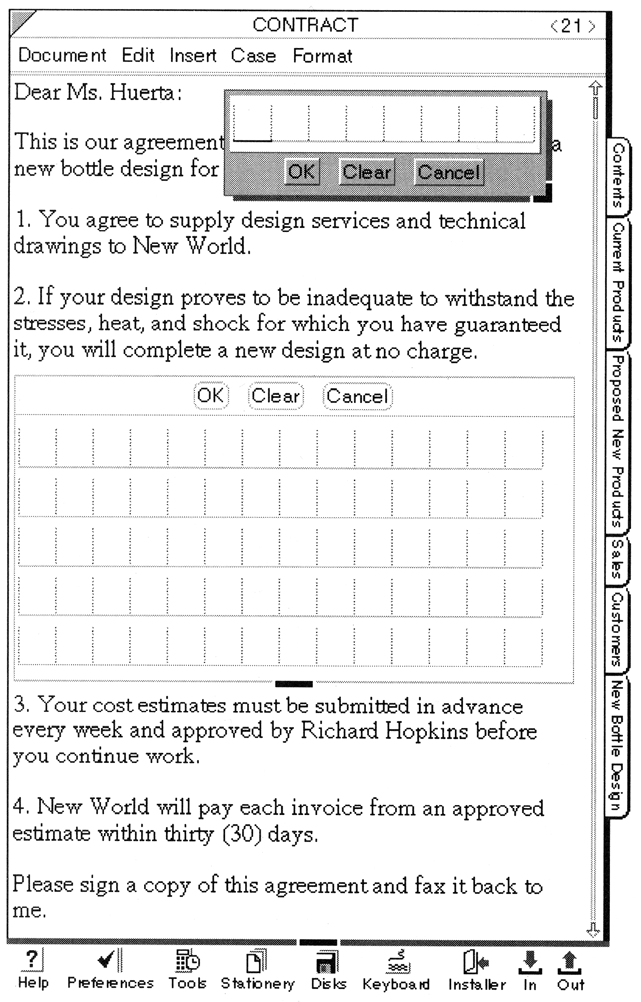 CONTRACT <21>
Document Edit Insert Case Format
Dear Ms. Huerta:
This is our agreement a
new bottle design for
OK Clear Cancel
1. You agree to supply design services and technical
drawings to New World.
2. If your design proves to be inadequate to withstand the
stresses, heat, and shock for which you have guaranteed
it, you will complete a new design at no charge.
OK Clear Cancel
3. Your cost estimates must be submitted in advance
every week and approved by Richard Hopkins before
you continue work.
4. New World will pay each invoice from an approved
estimate within thirty (30) days.
Please sign a copy of this agreement and fax it back to
me.
Contents
Current Products
Proposed New Products
Sales
Customers
New Bottle Design
? Help Preferences Tools Stationery Disks Keyboard Installer In Out